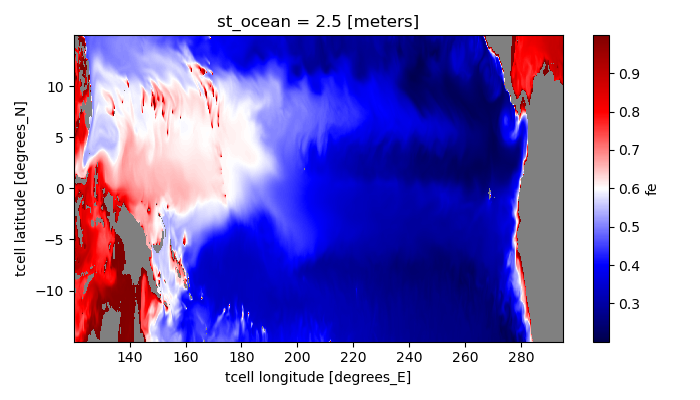 st_ocean = 2.5 [meters]
10
5
0
−5
−10
tcell latitude [degrees_N]
140 160 180 200 220 240 260 280
tcell longitude [degrees_E]
0.9
0.8
0.7
0.6
0.5
0.4
0.3
fe